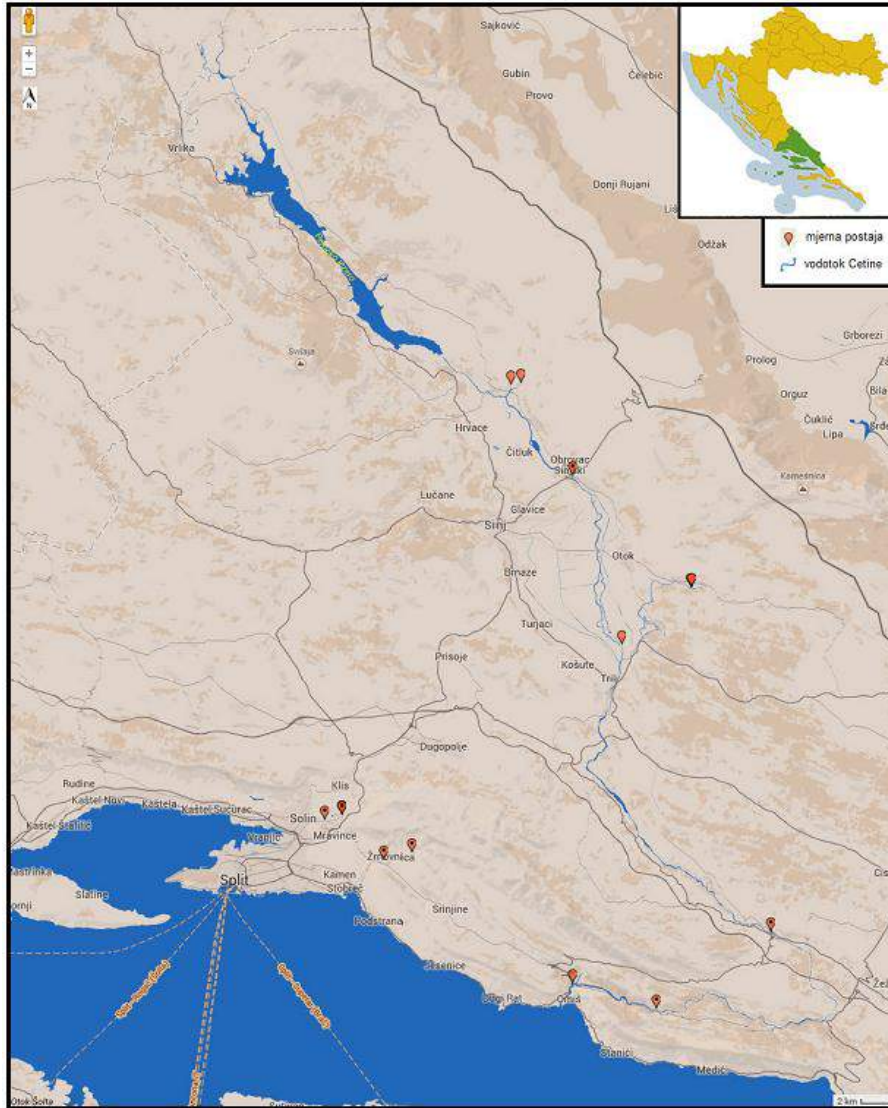 Sajković
Gubin
Čelebić
Provo
Vrlika
Donji Rujani
Odžak
mjerna postaja
vodotok Cetine
Svilaja
Grborezi
Prolog
Orguz
Bila
Čuklić
Lipa
Hrvace
Čitluk
Obrovac
Sinjski
Kamešnica
Lučane
Glavice
Sinj
Otok
Brnaze
Turjaci
Prisoje
Košute
Trilj
Dugopolje
Rudine
Klis
Kaštel Novi
Kaštela
Kaštel Sućurac
Solin
Kaštel Štafilić
Vranjic
Mravince
Žrnovnica
Split
Kamen
Stobreč
Slatine
Srinjine
Podstrana
Jesenice
Dugi Rat
Omiš
Stanići
Medići
Otok Šolta
2 km
N